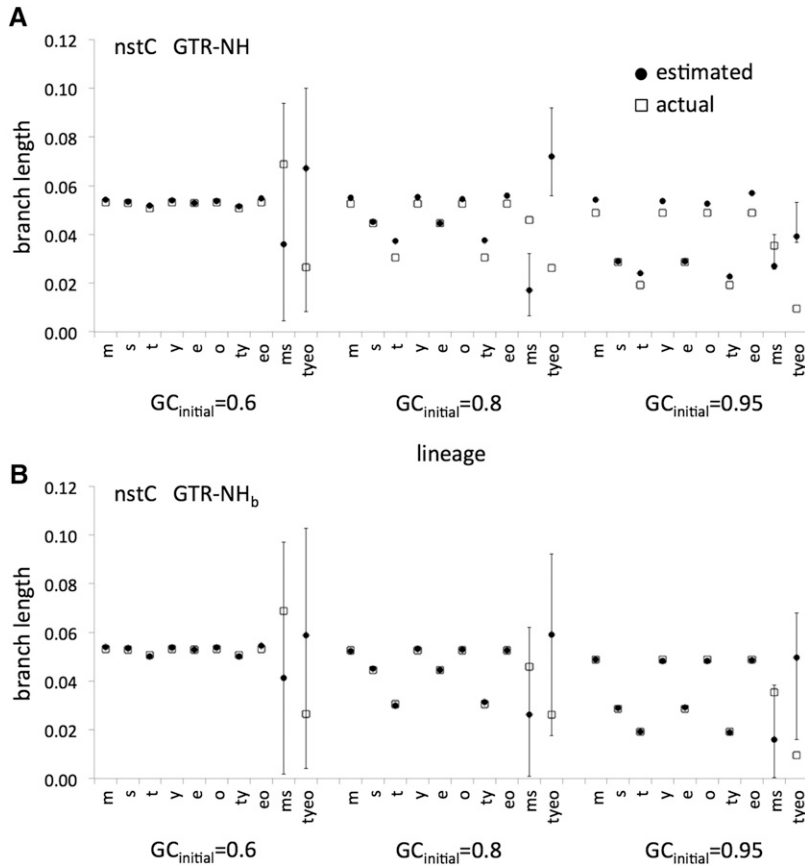 A
nstC GTR-NH
● estimated
□ actual
branch length
0.12
0.10
0.08
0.06
0.04
0.02
0.00
m s t y e o ty eo ms tyeo m s t y e o ty eo ms tyeo m s t y e o ty eo ms tyeo
GCinitial=0.6 GCinitial=0.8 GCinitial=0.95
lineage
B
nstC GTR-NHb
branch length
0.12
0.10
0.08
0.06
0.04
0.02
0.00
m s t y e o ty eo ms tyeo m s t y e o ty eo ms tyeo m s t y e o ty eo ms tyeo
GCinitial=0.6 GCinitial=0.8 GCinitial=0.95